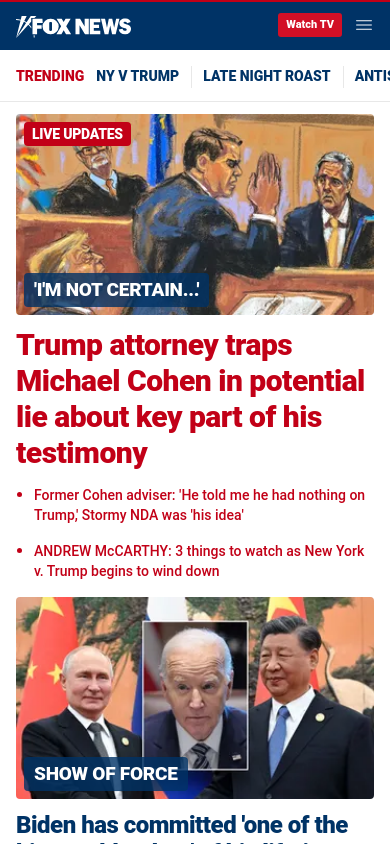 FOX NEWS
Watch TV
TRENDING NY V TRUMP LATE NIGHT ROAST
LIVE UPDATES
'I'M NOT CERTAIN...'
Trump attorney traps
Michael Cohen in potential
lie about key part of his
testimony
Former Cohen adviser: 'He told me he had nothing on
Trump,' Stormy NDA was 'his idea'
ANDREW McCARTHY: 3 things to watch as New York
v. Trump begins to wind down
SHOW OF FORCE
Biden has committed 'one of the